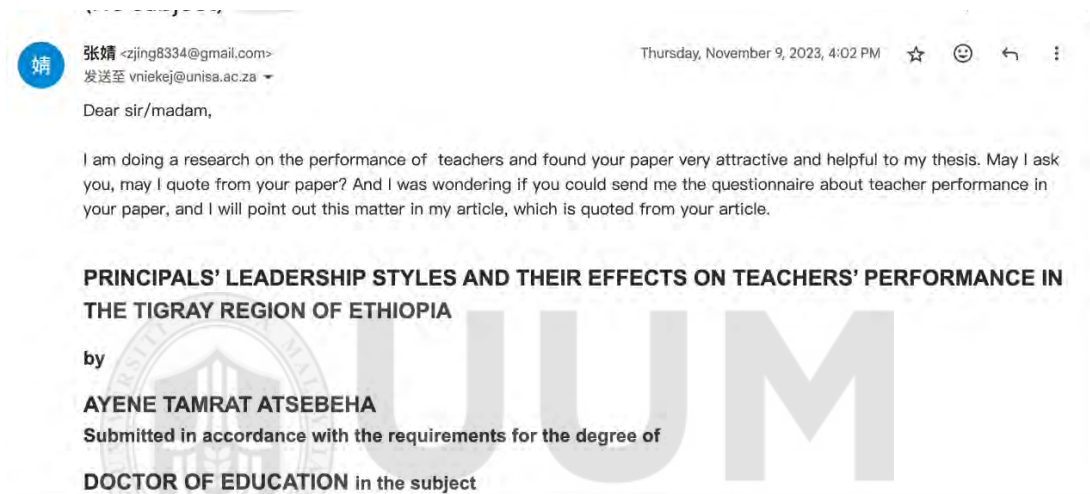 张婧 <zjing8334@gmail.com>
Thursday, November 9, 2023, 4:02 PM
婧
发送至 vniekej@unisa.ac.za
Dear sir/madam,
I am doing a research on the performance of teachers and found your paper very attractive and helpful to my thesis. May I ask
you, may I quote from your paper? And I was wondering if you could send me the questionnaire about teacher performance in
your paper, and I will point out this matter in my article, which is quoted from your article.
PRINCIPALS' LEADERSHIP STYLES AND THEIR EFFECTS ON TEACHERS' PERFORMANCE IN
THE TIGRAY REGION OF ETHIOPIA
by
AYENE TAMRAT ATSEBEHA
Submitted in accordance with the requirements for the degree of
DOCTOR OF EDUCATION in the subject
UUM